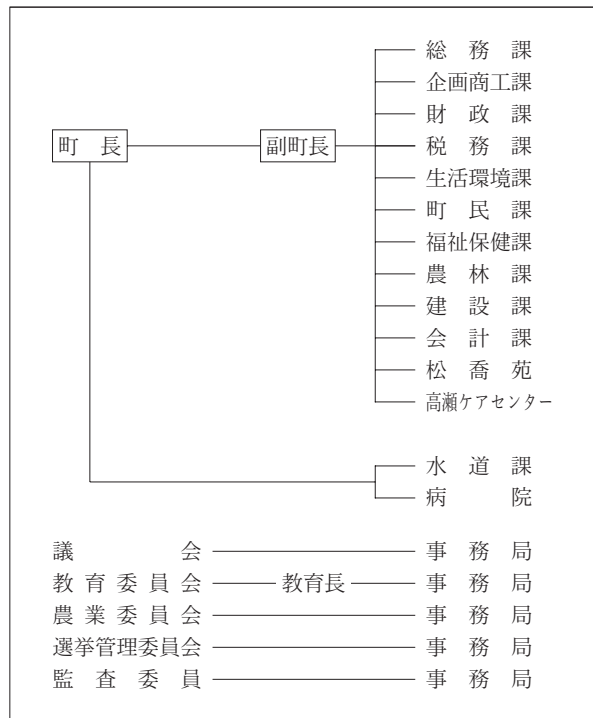 総務課
企画商工課
財政課
町長 副町長 税務課
生活環境課
町民課
福祉保健課
農林課
建設課
会計課
松喬苑
高瀬ケアセンター
水道課
病院
議会 事務局
教育委員会 教育長 事務局
農業委員会 事務局
選挙管理委員会 事務局
監査委員 事務局